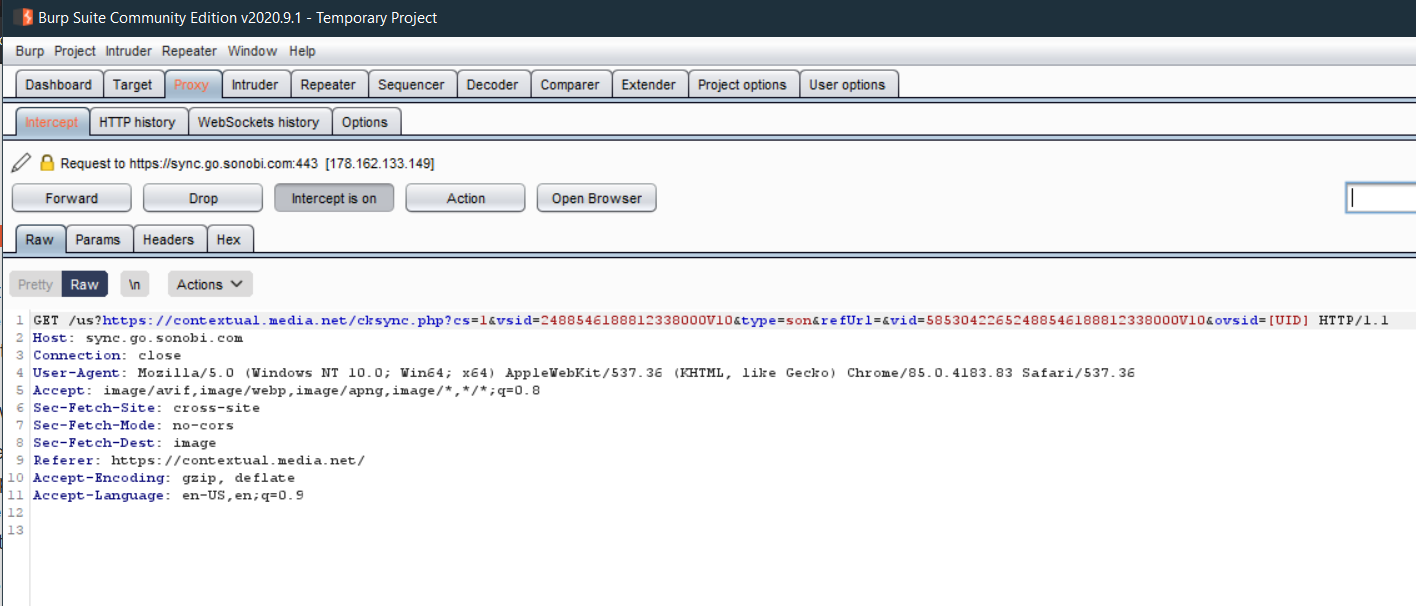 Burp Suite Community Edition v2020.9.1 - Temporary Project
Burp Project Intruder Repeater Window Help
Dashboard Target Proxy Intruder Repeater Sequencer Decoder Comparer Extender Project options User options
Intercept HTTP history WebSockets history Options
Request to https://sync.go.sonobi.com:443 [178.162.133.149]
Forward Drop Intercept is on Action Open Browser
Raw Params Headers Hex
Pretty Raw \n Actions
1 GET /us?https://contextual.media.net/cksync.php?cs=1&vsid=2488546188812338000V10&type=son&refUrl=&vid=58530422652488546188812338000V10&ovsid=[UID] HTTP/1.1
2 Host: sync.go.sonobi.com
3 Connection: close
4 User-Agent: Mozilla/5.0 (Windows NT 10.0; Win64; x64) AppleWebKit/537.36 (KHTML, like Gecko) Chrome/85.0.4183.83 Safari/537.36
5 Accept: image/avif,image/webp,image/apng,image/*,*/*;q=0.8
6 Sec-Fetch-Site: cross-site
7 Sec-Fetch-Mode: no-cors
8 Sec-Fetch-Dest: image
9 Referer: https://contextual.media.net/
10 Accept-Encoding: gzip, deflate
11 Accept-Language: en-US,en;q=0.9
12
13